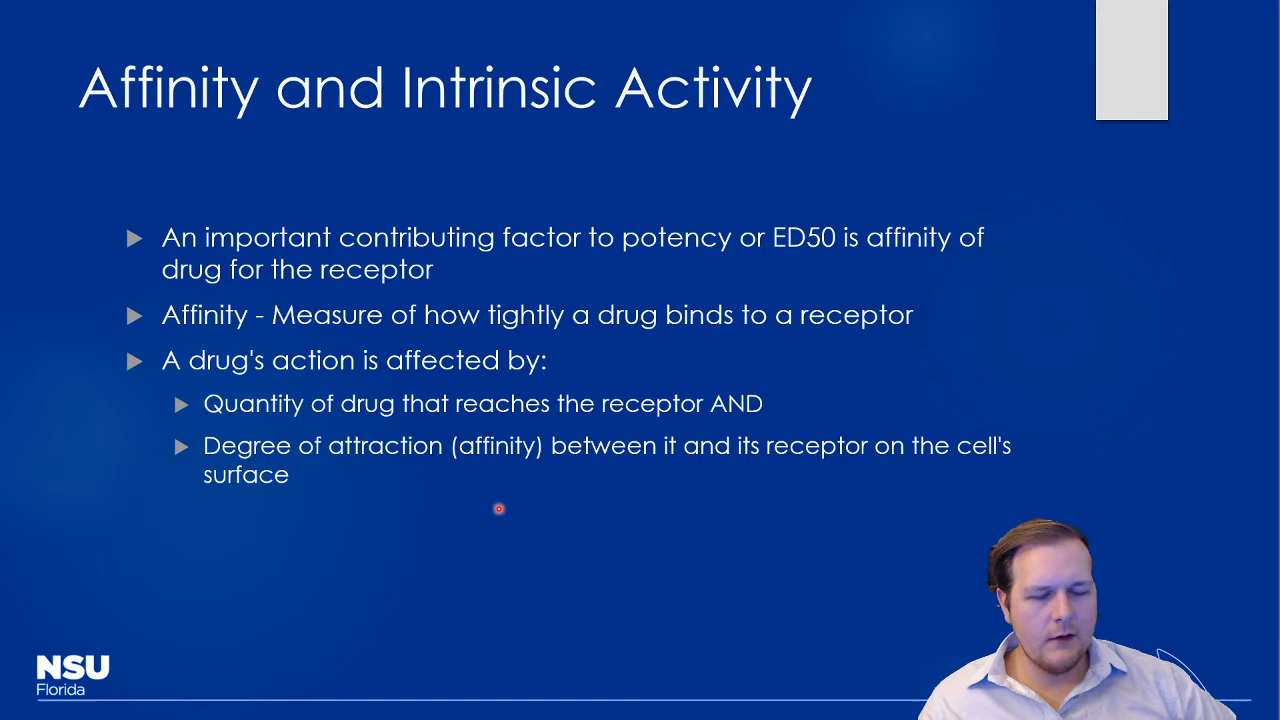 Affinity and Intrinsic Activity
An important contributing factor to potency or ED50 is affinity of
drug for the receptor
Affinity - Measure of how tightly a drug binds to a receptor
A drug's action is affected by:
Quantity of drug that reaches the receptor AND
Degree of attraction (affinity) between it and its receptor on the cell's
surface
NSU
Florida